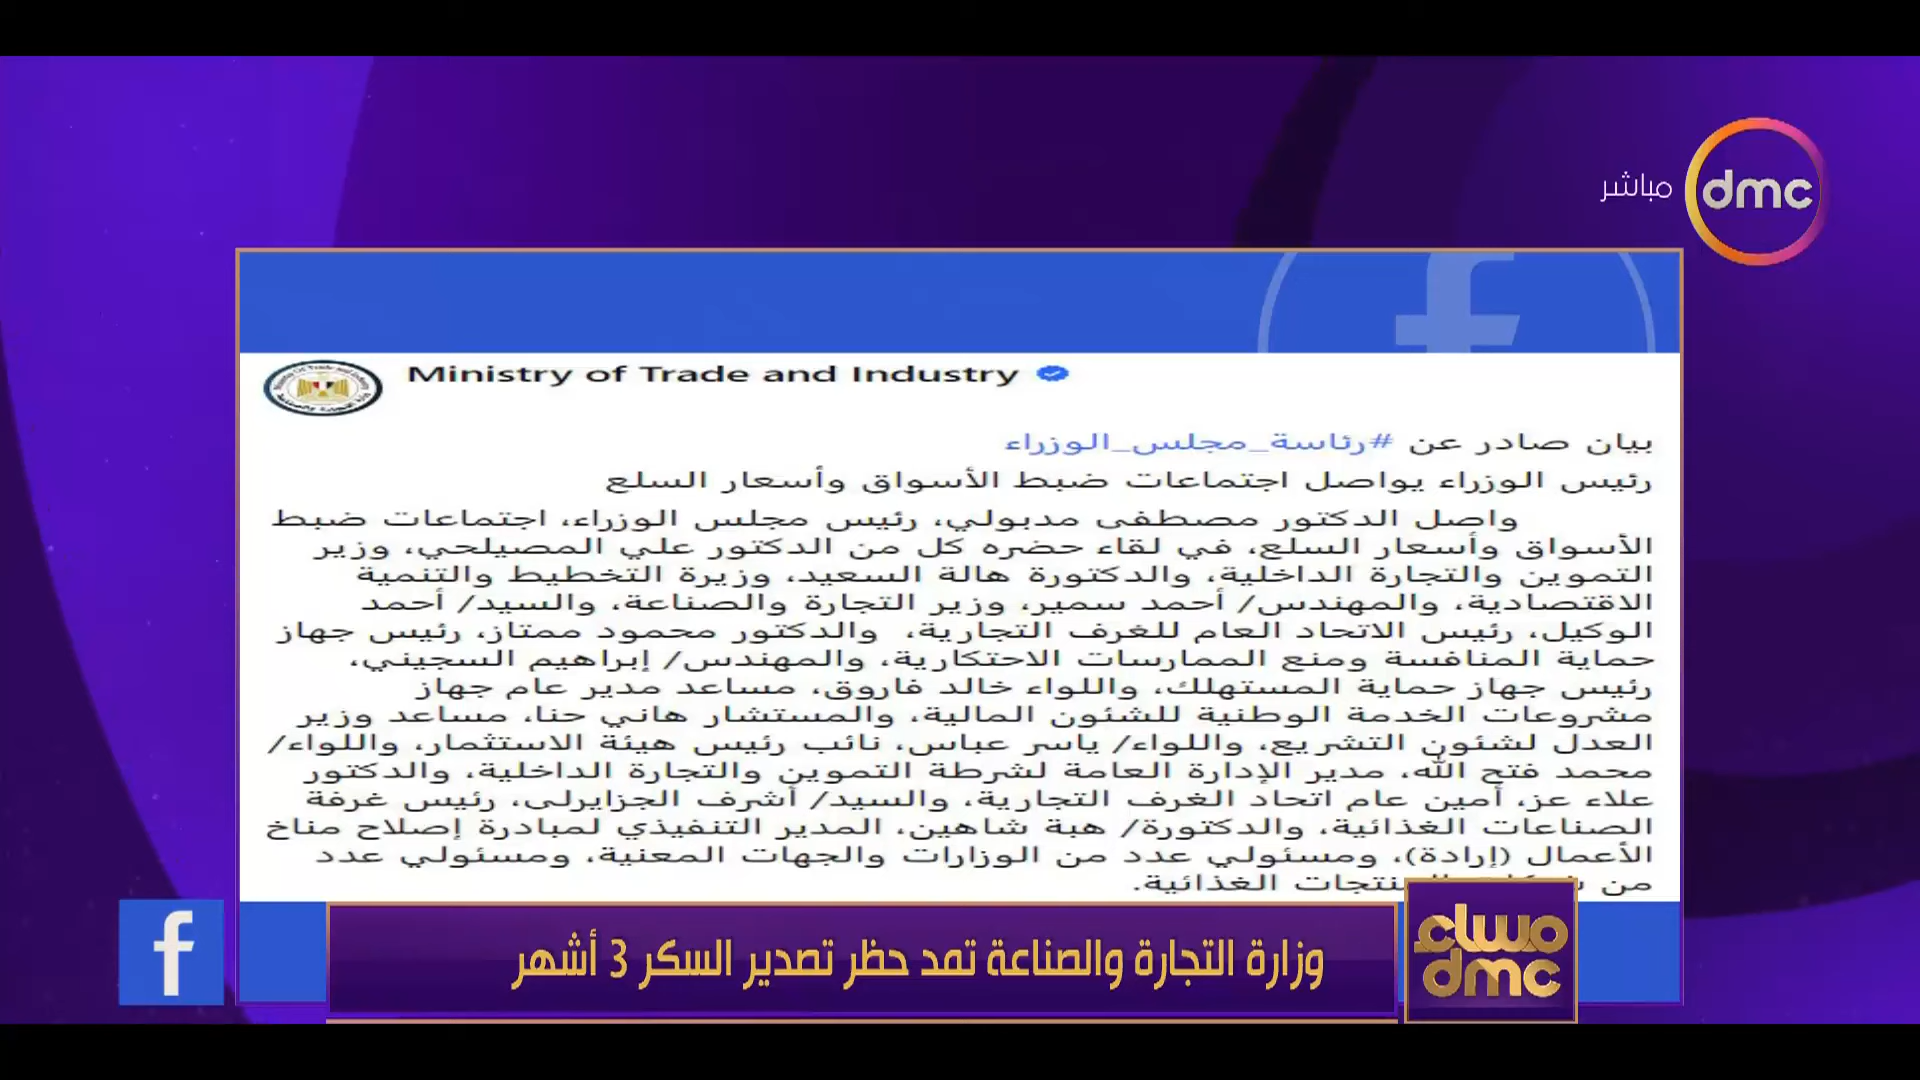 dmc
مباشر
Ministry of Trade and Industry
بيان صادر عن #رئاسة_مجلس_الوزراء
رئيس الوزراء يواصل اجتماعات ضبط الأسواق وأسعار السلع
واصل الدكتور مصطفى مدبولي، رئيس مجلس الوزراء، اجتماعات ضبط
الأسواق وأسعار السلع، في لقاء حضره كل من الدكتور علي المصيلحي، وزير
التموين والتجارة الداخلية، والدكتورة هالة السعيد، وزيرة التخطيط والتنمية
الاقتصادية، والمهندس/ أحمد سمير، وزير التجارة والصناعة، والسيد/ أحمد
الوكيل، رئيس الاتحاد العام للغرف التجارية، والدكتور محمود ممتاز، رئيس جهاز
حماية المنافسة ومنع الممارسات الاحتكارية، والمهندس/ إبراهيم السجيني،
رئيس جهاز حماية المستهلك، واللواء خالد فاروق، مساعد مدير عام جهاز
مشروعات الخدمة الوطنية للشئون المالية، والمستشار هاني حنا، مساعد وزير
العدل لشئون التشريع، واللواء/ ياسر عباس، نائب رئيس هيئة الاستثمار، واللواء/
محمد فتح الله، مدير الإدارة العامة لشرطة التموين والتجارة الداخلية، والدكتور
علاء عز، أمين عام اتحاد الغرف التجارية، والسيد/ أشرف الجزايرلى، رئيس غرفة
الصناعات الغذائية، والدكتورة/ هبة شاهين، المدير التنفيذي لمبادرة إصلاح مناخ
الأعمال (إرادة)، ومسئولي عدد من الوزارات والجهات المعنية، ومسئولي عدد
من الغذائية.
وزارة التجارة والصناعة تمد حظر تصدير السكر 3 أشهر
مساء
dmc